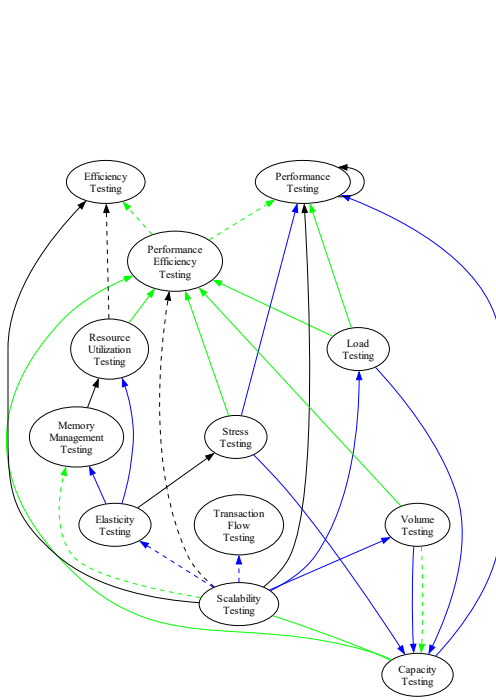 Efficiency
Testing
Performance
Testing
Performance
Efficiency
Testing
Resource
Utilization
Testing
Load
Testing
Memory
Management
Testing
Stress
Testing
Elasticity
Testing
Transaction
Flow
Testing
Volume
Testing
Scalability
Testing
Capacity
Testing